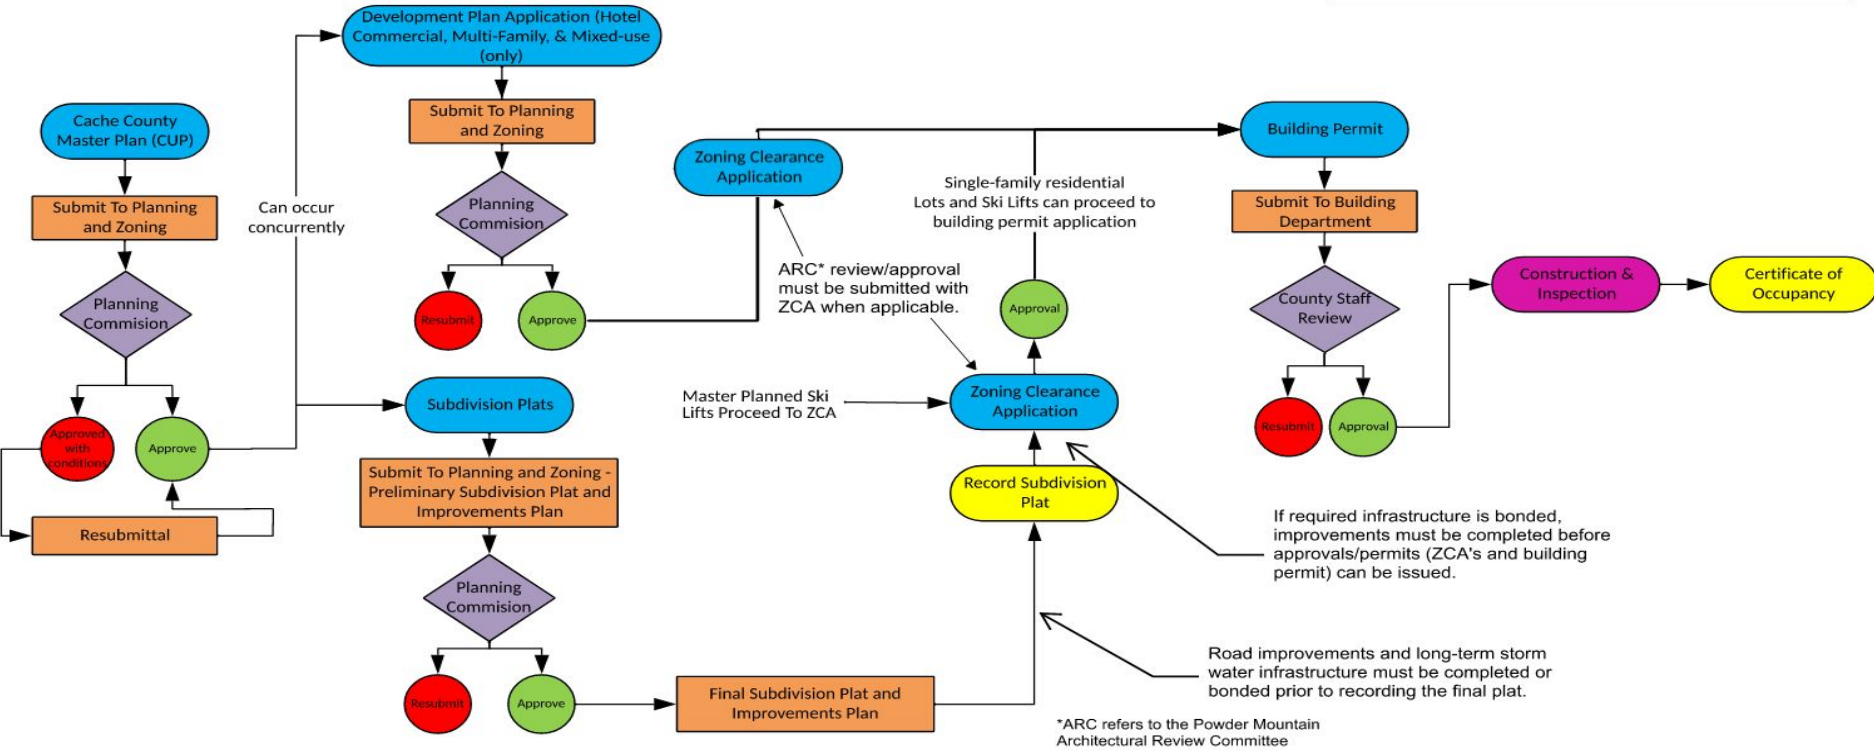 Development Plan Application (Hotel
Commercial, Multi-Family, & Mixed-use
(only)
Submit To Planning
and Zoning
Planning
Commision
Resubmit
Approve
Cache County
Master Plan (CUP)
Submit To Planning
and Zoning
Planning
Commision
Approved
with
conditions
Approve
Resubmittal
Can occur
concurrently
Subdivision Plats
Submit To Planning and Zoning -
Preliminary Subdivision Plat and
Improvements Plan
Planning
Commision
Resubmit
Approve
Final Subdivision Plat and
Improvements Plan
Zoning Clearance
Application
ARC* review/approval
must be submitted with
ZCA when applicable.
Master Planned Ski
Lifts Proceed To ZCA
Single-family residential
Lots and Ski Lifts can proceed to
building permit application
Approval
Zoning Clearance
Application
Record Subdivision
Plat
Building Permit
Submit To Building
Department
County Staff
Review
Resubmit
Approval
Construction &
Inspection
Certificate of
Occupancy
If required infrastructure is bonded,
improvements must be completed before
approvals/permits (ZCA's and building
permit) can be issued.
Road improvements and long-term storm
water infrastructure must be completed or
bonded prior to recording the final plat.
*ARC refers to the Powder Mountain
Architectural Review Committee